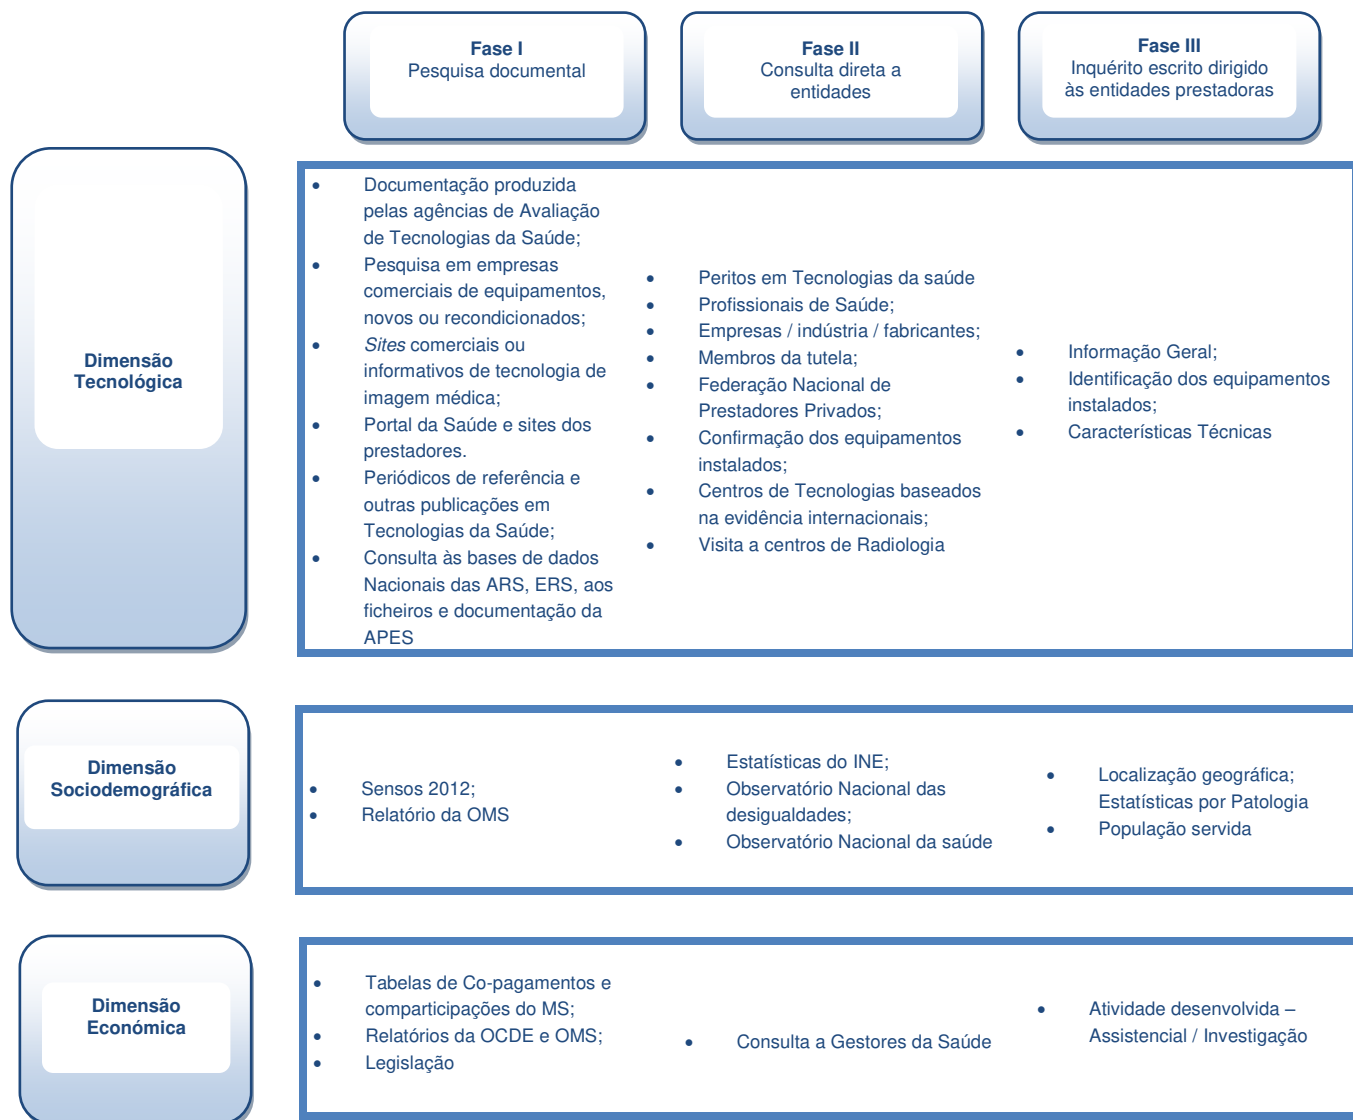 Fase I
Pesquisa documental
Fase II
Consulta direta a
entidades
Fase III
Inquérito escrito dirigido
às entidades prestadoras
Dimensão
Tecnológica
• Documentação produzida
pelas agências de Avaliação
de Tecnologias da Saúde;
• Pesquisa em empresas
comerciais de equipamentos,
novos ou recondicionados;
• Sites comerciais ou
informativos de tecnologia de
imagem médica;
• Portal da Saúde e sites dos
prestadores.
• Periódicos de referência e
outras publicações em
Tecnologias da Saúde;
• Consulta às bases de dados
Nacionais das ARS, ERS, aos
ficheiros e documentação da
APES
• Peritos em Tecnologias da saúde
• Profissionais de Saúde;
• Empresas / indústria / fabricantes;
• Membros da tutela;
• Federação Nacional de
Prestadores Privados;
• Confirmação dos equipamentos
instalados;
• Centros de Tecnologias baseados
na evidência internacionais;
• Visita a centros de Radiologia
• Informação Geral;
• Identificação dos equipamentos
instalados;
• Características Técnicas
Dimensão
Sociodemográfica
• Sensos 2012;
• Relatório da OMS
• Estatísticas do INE;
• Observatório Nacional das
desigualdades;
• Observatório Nacional da saúde
• Localização geográfica;
Estatísticas por Patologia
• População servida
Dimensão
Económica
• Tabelas de Co-pagamentos e
comparticipações do MS;
• Relatórios da OCDE e OMS;
• Legislação
• Consulta a Gestores da Saúde
• Atividade desenvolvida –
Assistencial / Investigação